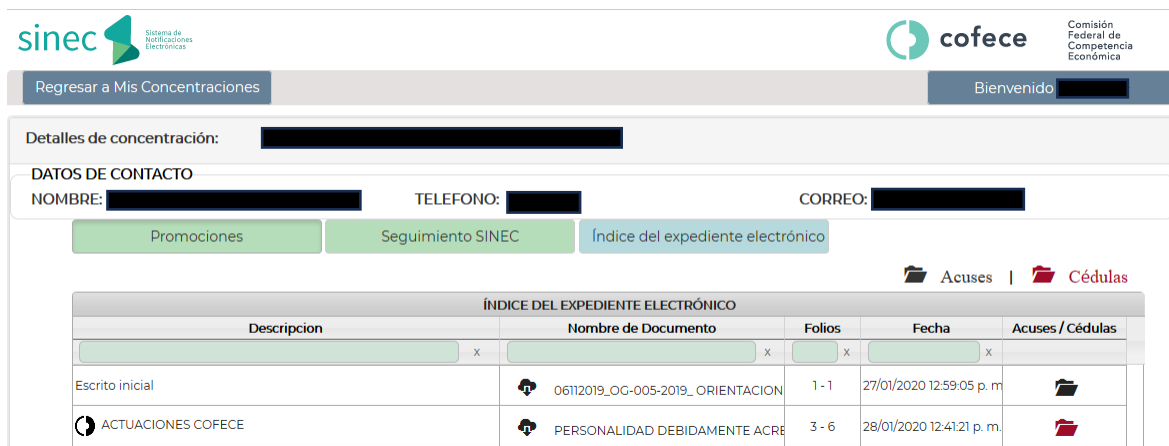 sinec Sistema de
Notificaciones
Electrónicas
cofece Comisión
Federal de
Competencia
Económica
Regresar a Mis Concentraciones Bienvenido
Detalles de concentración:
DATOS DE CONTACTO
NOMBRE: TELEFONO: CORREO:
Promociones Seguimiento SINEC Índice del expediente electrónico
Acuses | Cédulas
ÍNDICE DEL EXPEDIENTE ELECTRÓNICO
Descripcion Nombre de Documento Folios Fecha Acuses / Cédulas
x x x x
Escrito inicial 06112019_OG-005-2019_ ORIENTACION 1 - 1 27/01/2020 12:59:05 p. m
ACTUACIONES COFECE PERSONALIDAD DEBIDAMENTE ACRE 3 - 6 28/01/2020 12:41:21 p. m.